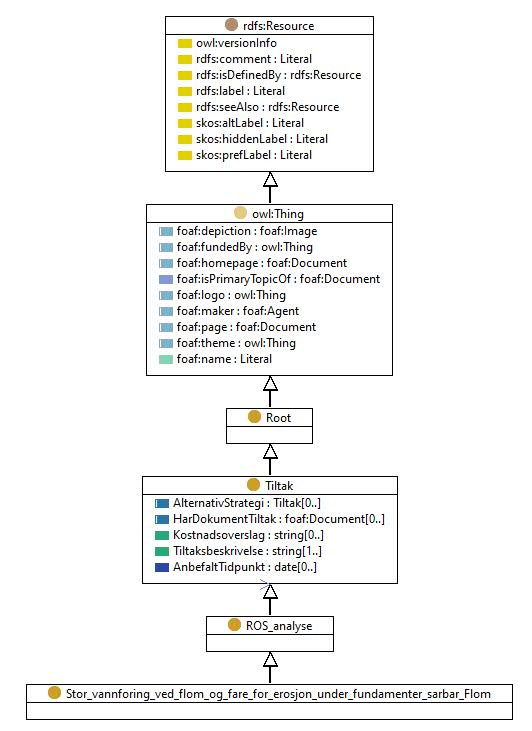 rdfs:Resource
owl:versionInfo
rdfs:comment : Literal
rdfs:isDefinedBy : rdfs:Resource
rdfs:label : Literal
rdfs:seeAlso : rdfs:Resource
skos:altLabel : Literal
skos:hiddenLabel : Literal
skos:prefLabel : Literal
owl:Thing
foaf:depiction : foaf:Image
foaf:fundedBy : owl:Thing
foaf:homepage : foaf:Document
foaf:isPrimaryTopicOf : foaf:Document
foaf:logo : owl:Thing
foaf:maker : foaf:Agent
foaf:page : foaf:Document
foaf:theme : owl:Thing
foaf:name : Literal
Root
Tiltak
AlternativStrategi : Tiltak[0..]
HarDokumentTiltak : foaf:Document[0..]
Kostnadsoverslag : string[0..]
Tiltaksbeskrivelse : string[1..]
AnbefaltTidpunkt : date[0..]
ROS_analyse
Stor_vannforing_ved_flom_og_fare_for_erosjon_under_fundamenter_sarbar_Flom